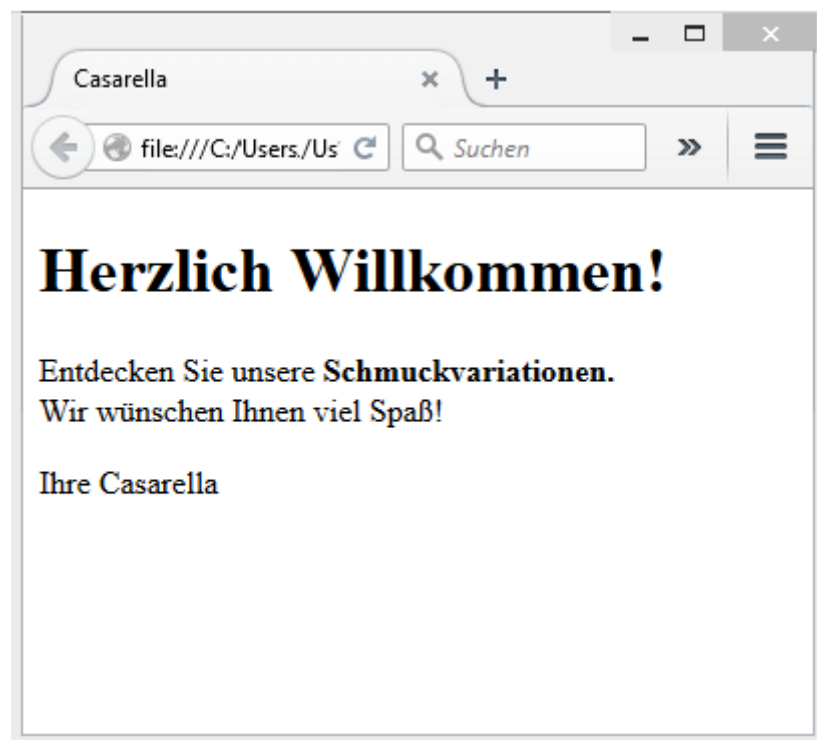 Casarella
file:///C:/Users./Us
Suchen
Herzlich Willkommen!
Entdecken Sie unsere Schmuckvariationen.
Wir wünschen Ihnen viel Spaß!
Ihre Casarella